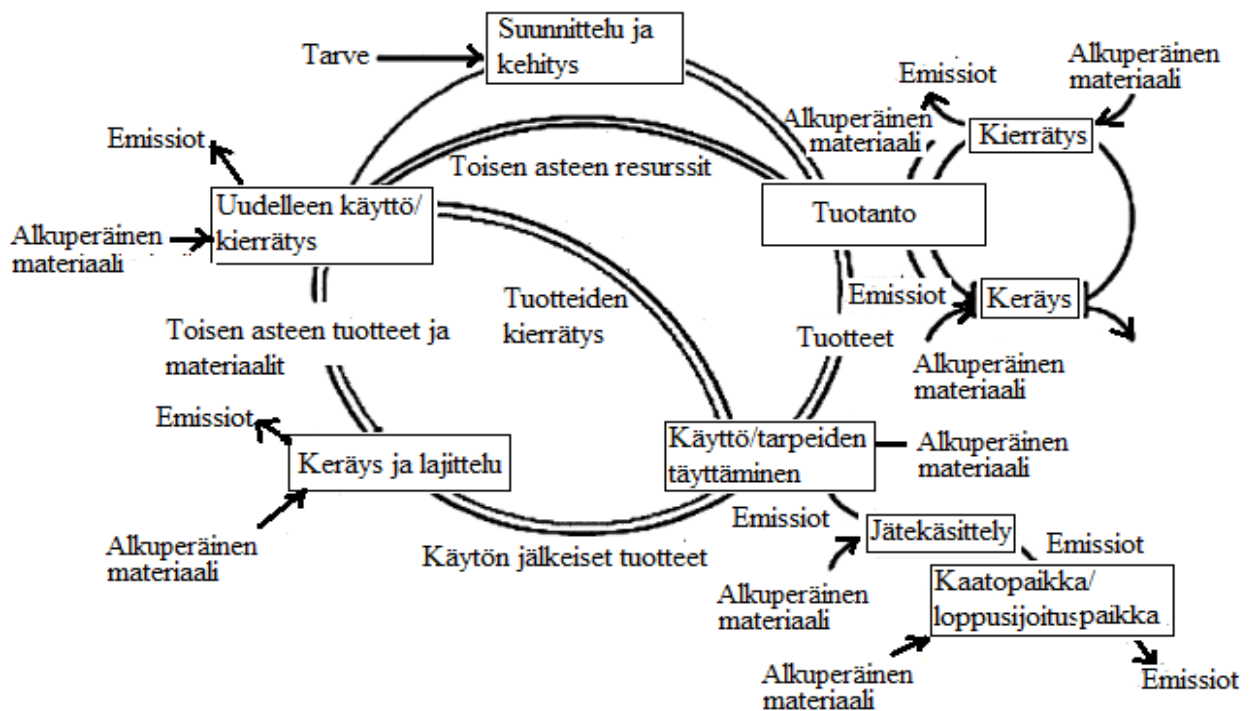 Suunnittelu ja
kehitys
Tarve
Alkuperäinen
materiaali
Emissiot
Alkuperäinen
materiaali
Kierrätys
Emissiot
Toisen asteen resurssit
Uudelleen käyttö/
kierrätys
Tuotanto
Alkuperäinen
materiaali
Emissiot
Keräys
Tuotteiden
kierrätys
Toisen asteen tuotteet ja
materiaalit
Tuotteet
Alkuperäinen
materiaali
Emissiot
Käyttö/tarpeiden
täyttäminen
Alkuperäinen
materiaali
Keräys ja lajittelu
Emissiot
Jätekäsittely
Emissiot
Alkuperäinen
materiaali
Käytön jälkeiset tuotteet
Kaatopaikka/
loppusijoituspaikka
Alkuperäinen
materiaali
Alkuperäinen
materiaali
Emissiot